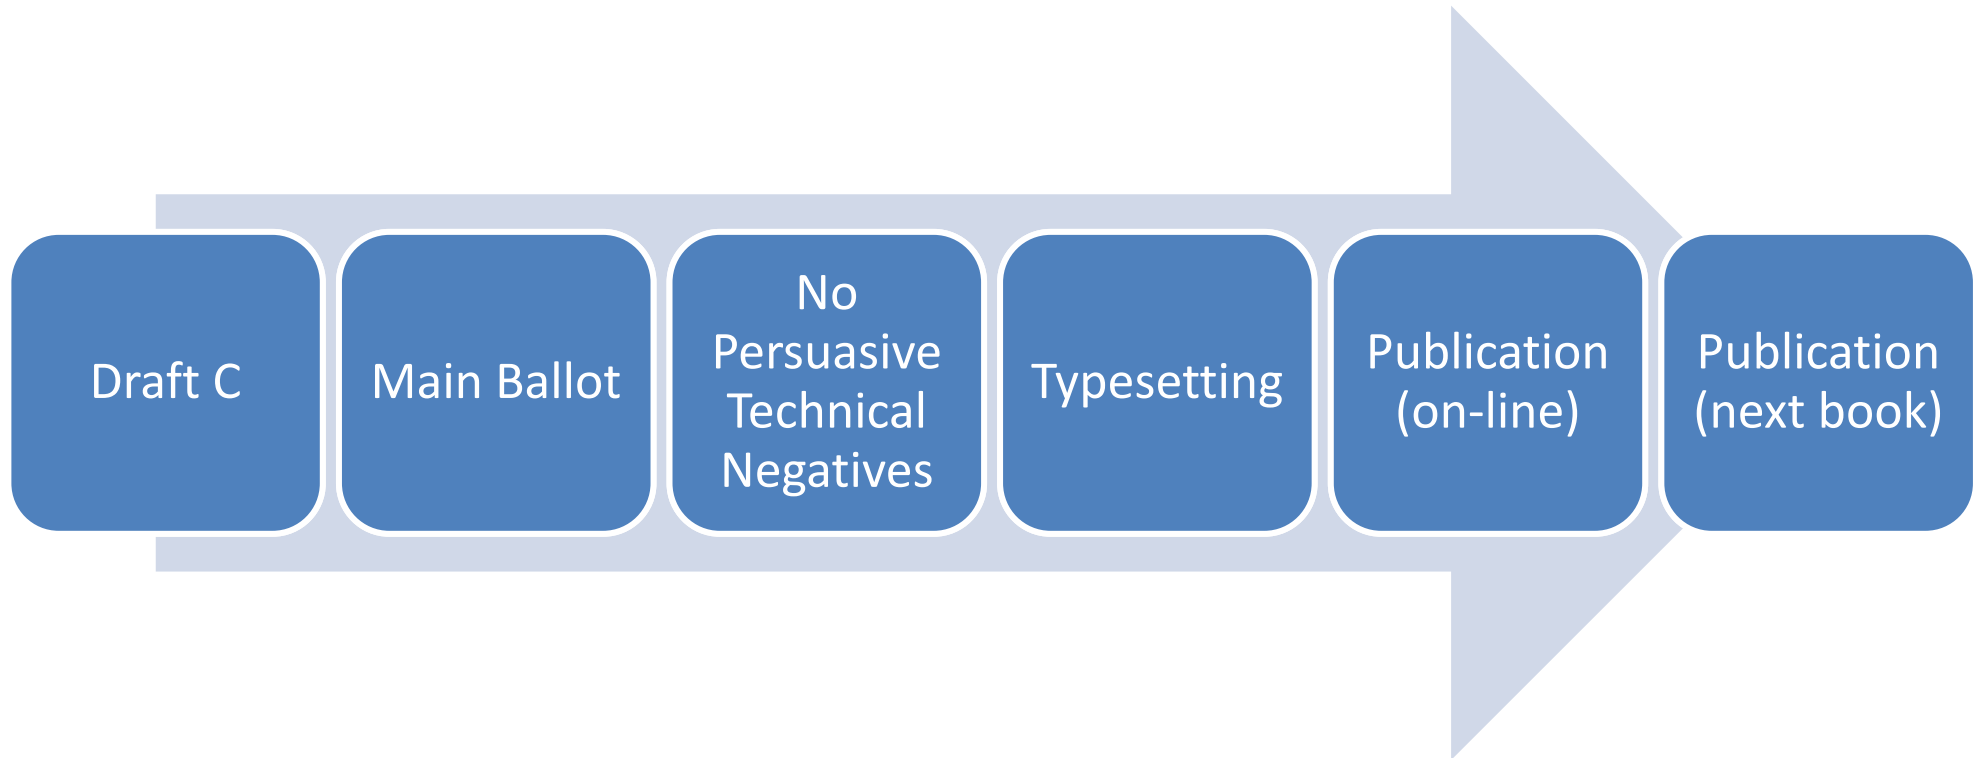 Draft C
Main Ballot
No
Persuasive
Technical
Negatives
Typesetting
Publication
(on-line)
Publication
(next book)